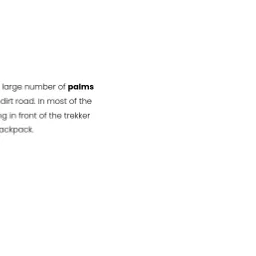 large number of palms
dirt road. In most of the
g in front of the trekker
ackpack.